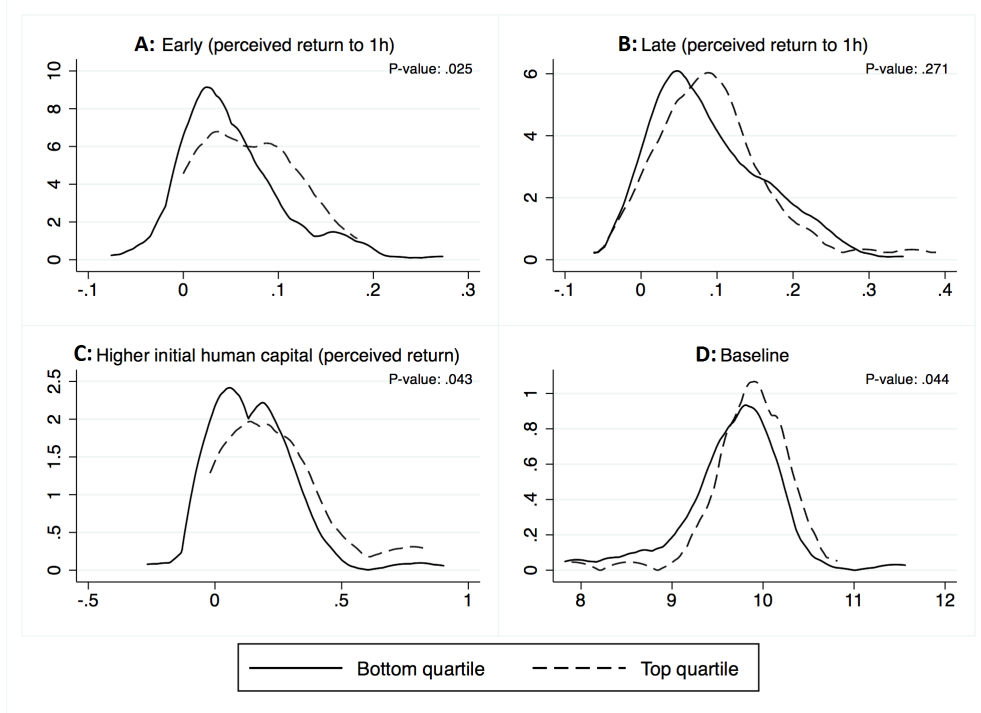 A: Early (perceived return to 1h)
P-value: .025
10
8
6
4
2
0
-.1 0 .1 .2 .3
B: Late (perceived return to 1h)
P-value: .271
6
4
2
0
-.1 0 .1 .2 .3 .4
C: Higher initial human capital (perceived return)
P-value: .043
2.5
2
1.5
1
.5
0
-.5 0 .5 1
D: Baseline
P-value: .044
1
.8
.6
.4
.2
0
8 9 10 11 12
Bottom quartile Top quartile